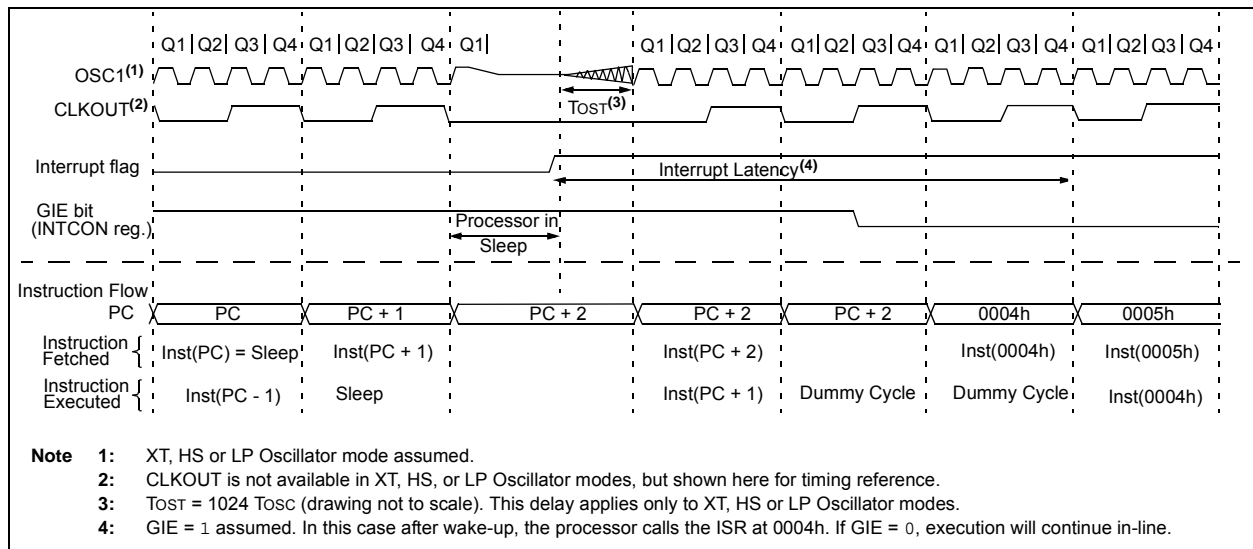 Q1 Q2 Q3 Q4 Q1 Q2 Q3 Q4 Q1 Q1 Q2 Q3 Q4 Q1 Q2 Q3 Q4 Q1 Q2 Q3 Q4 Q1 Q2 Q3 Q4
OSC1(1)
TOST(3)
CLKOUT(2)
Interrupt flag
Interrupt Latency(4)
GIE bit
(INTCON reg.)
Processor in
Sleep
Instruction Flow
PC PC PC + 1 PC + 2 PC + 2 PC + 2 0004h 0005h
Instruction
Fetched
Inst(PC) = Sleep Inst(PC + 1) Inst(PC + 2) Inst(0004h) Inst(0005h)
Instruction
Executed
Inst(PC - 1) Sleep Inst(PC + 1) Dummy Cycle Dummy Cycle Inst(0004h)
Note 1: XT, HS or LP Oscillator mode assumed.
2: CLKOUT is not available in XT, HS, or LP Oscillator modes, but shown here for timing reference.
3: TOST = 1024 TOSC (drawing not to scale). This delay applies only to XT, HS or LP Oscillator modes.
4: GIE = 1 assumed. In this case after wake-up, the processor calls the ISR at 0004h. If GIE = 0, execution will continue in-line.